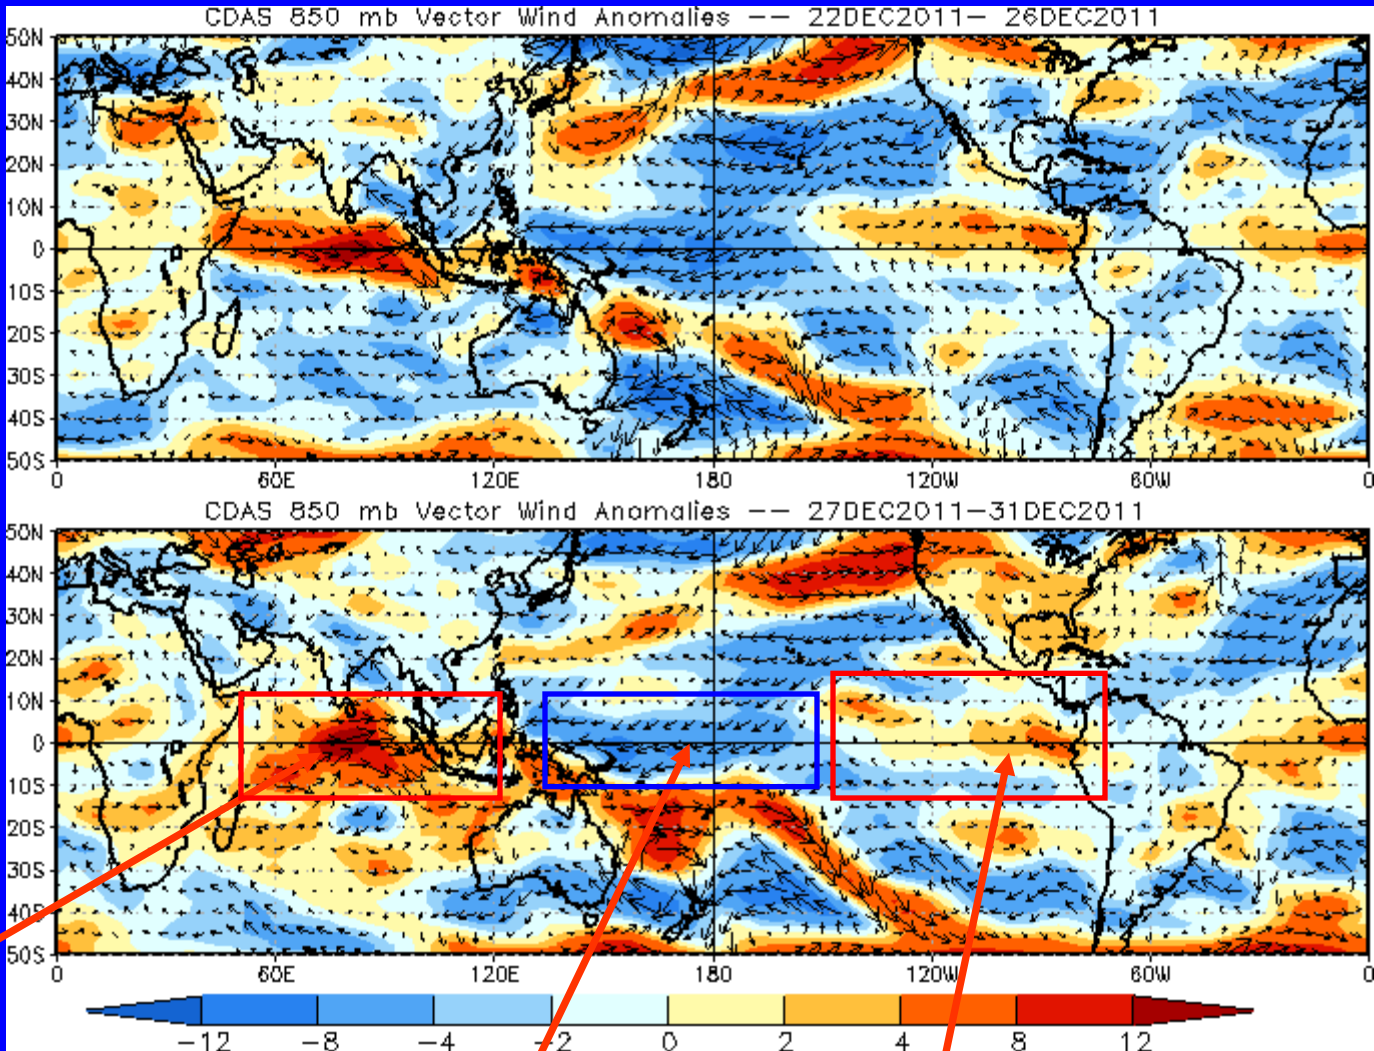 CDAS 850 mb Vector Wind Anomalies -- 22DEC2011- 26DEC2011
50N
40N
30N
20N
10N
0
10S
20S
30S
40S
50S
0 60E 120E 180 120W 60W 0
CDAS 850 mb Vector Wind Anomalies -- 27DEC2011-31DEC2011
50N
40N
30N
20N
10N
0
10S
20S
30S
40S
50S
0 60E 120E 180 120W 60W 0
-12 -8 -4 -2 0 2 4 8 12